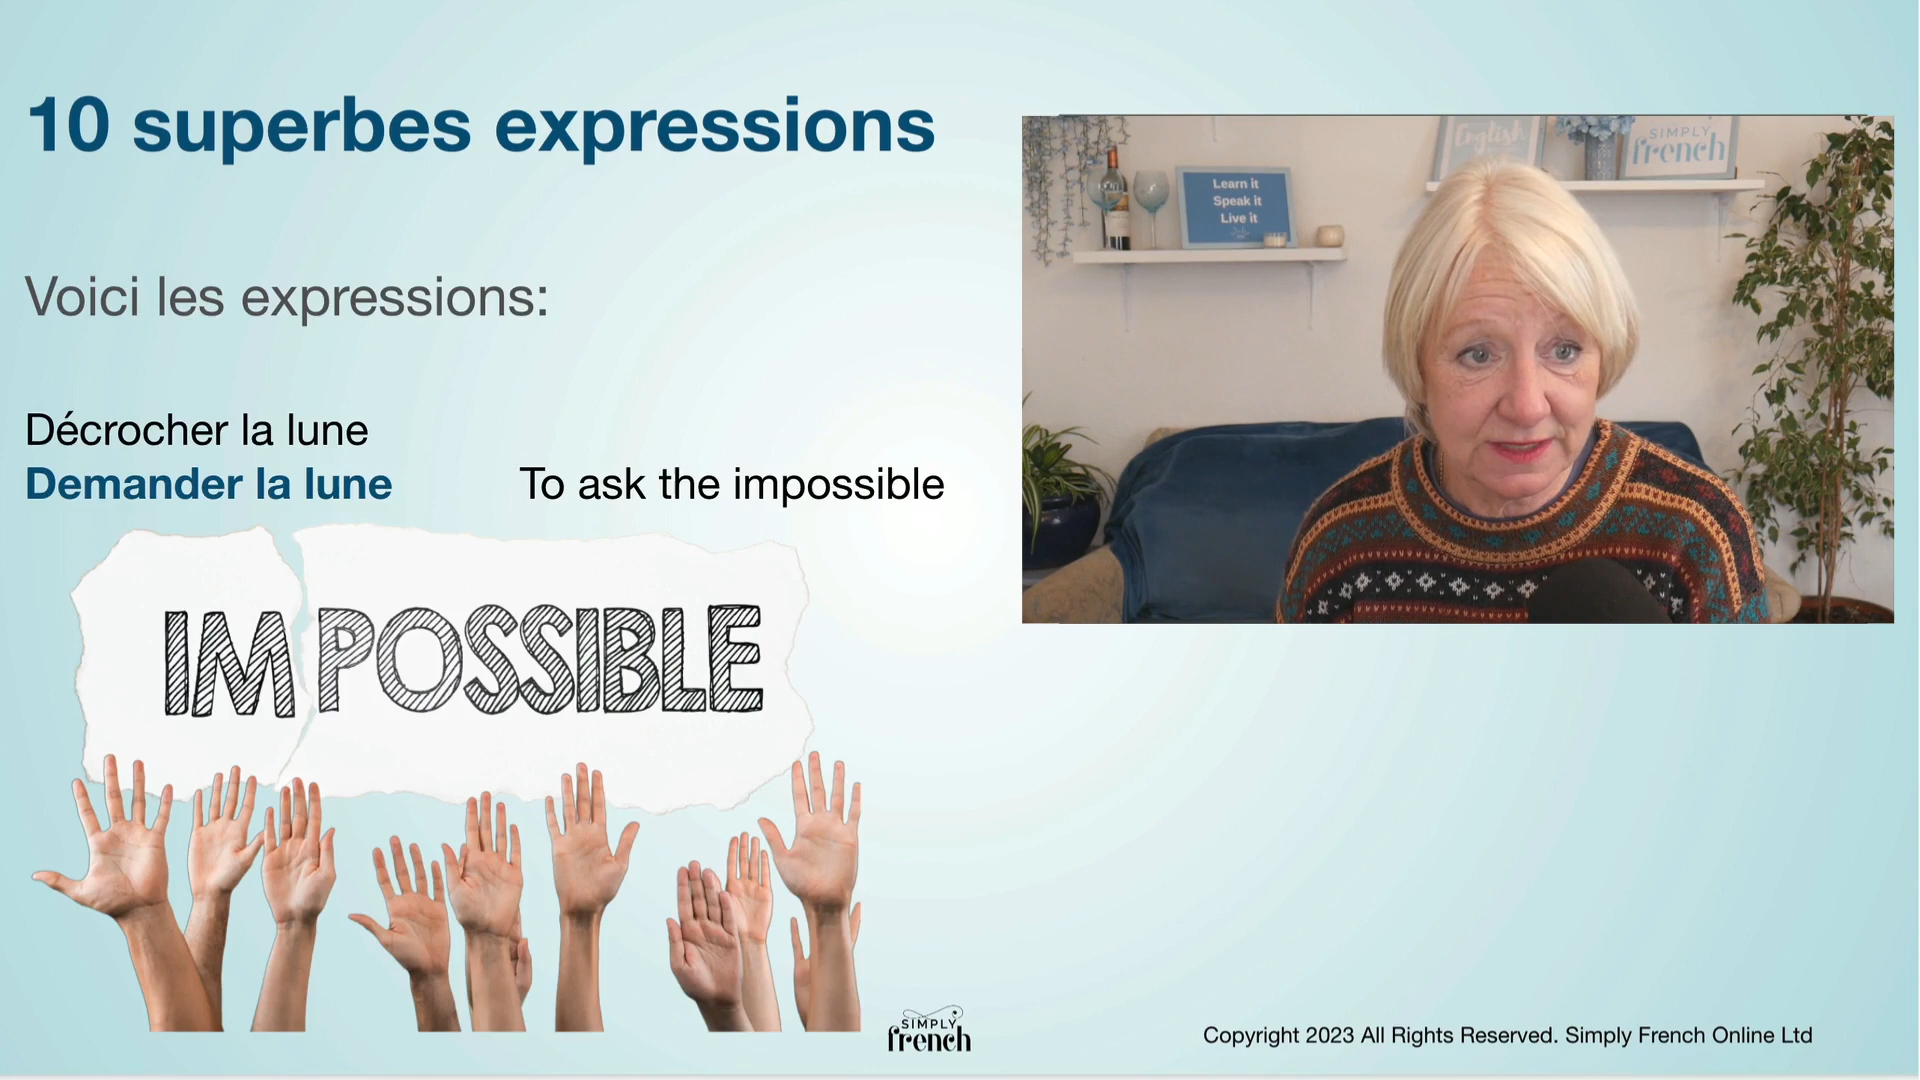 10 superbes expressions
Voici les expressions:
Décrocher la lune
Demander la lune To ask the impossible
IMPOSSIBLE
English
SIMPLY
french
Learn it
Speak it
Live it
SIMPLY
french
Copyright 2023 All Rights Reserved. Simply French Online Ltd